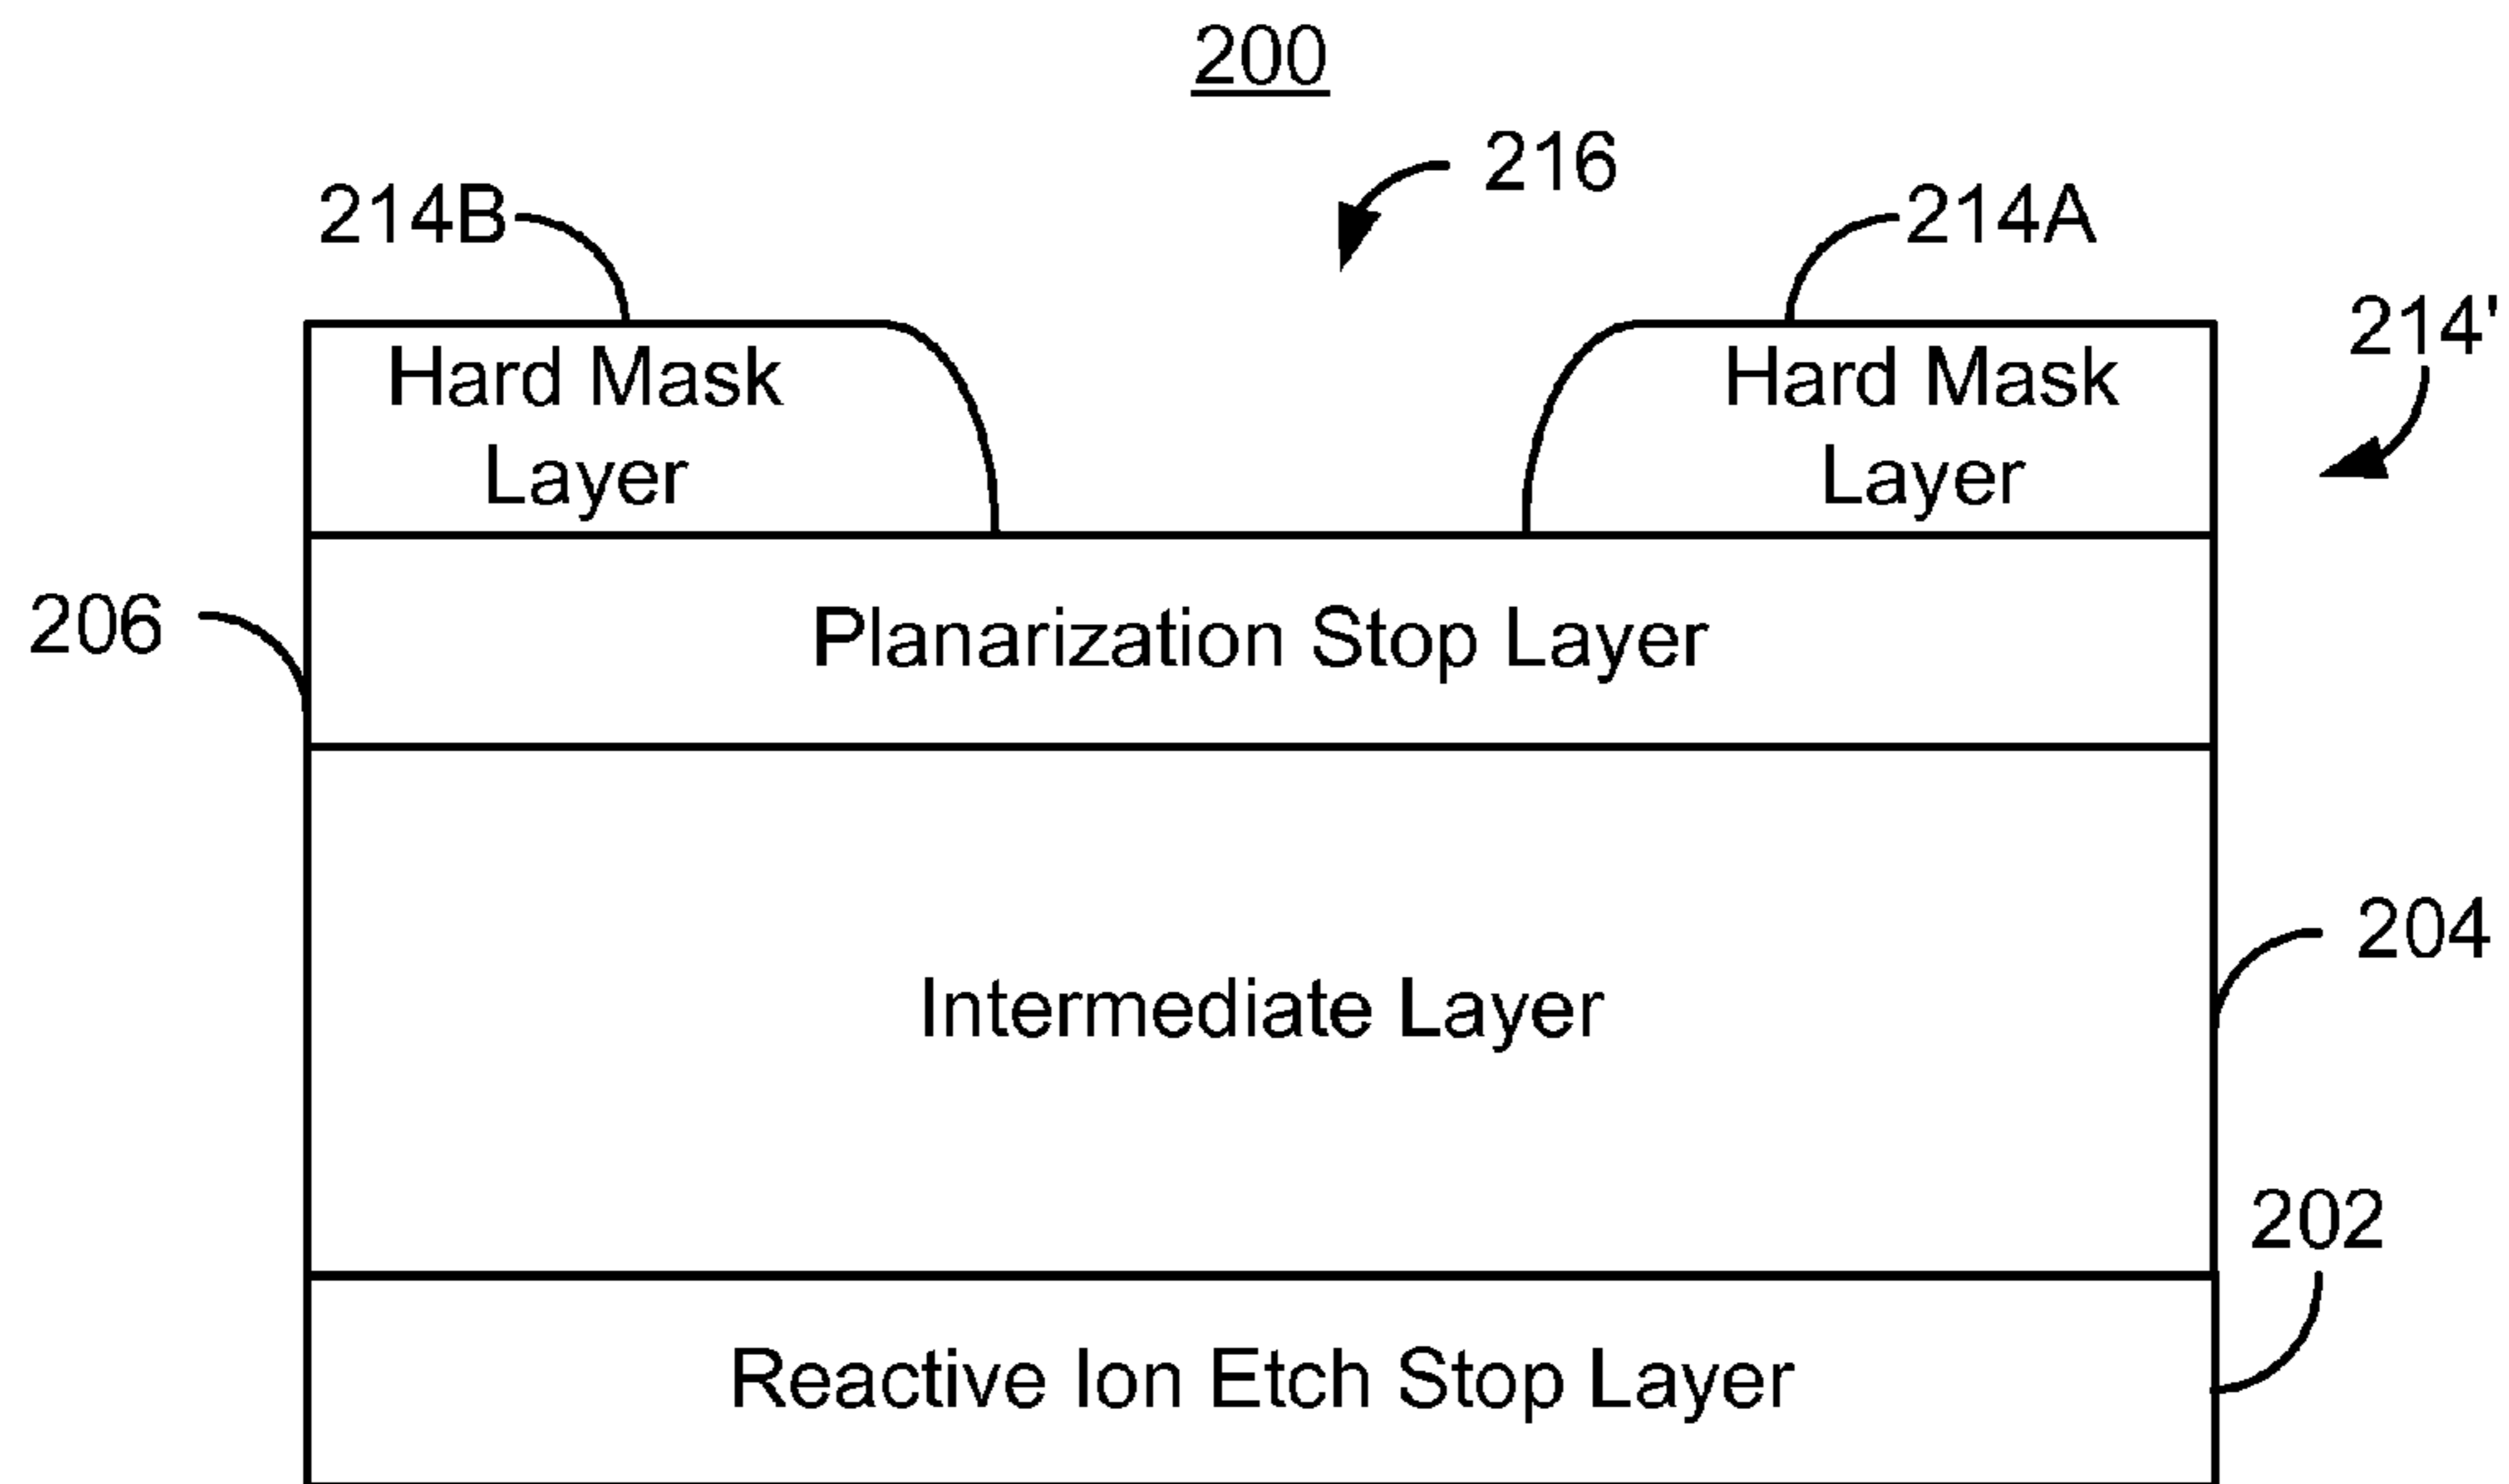 200
216
214B
214A
214'
Hard Mask
Layer
Hard Mask
Layer
206
Planarization Stop Layer
204
Intermediate Layer
202
Reactive Ion Etch Stop Layer